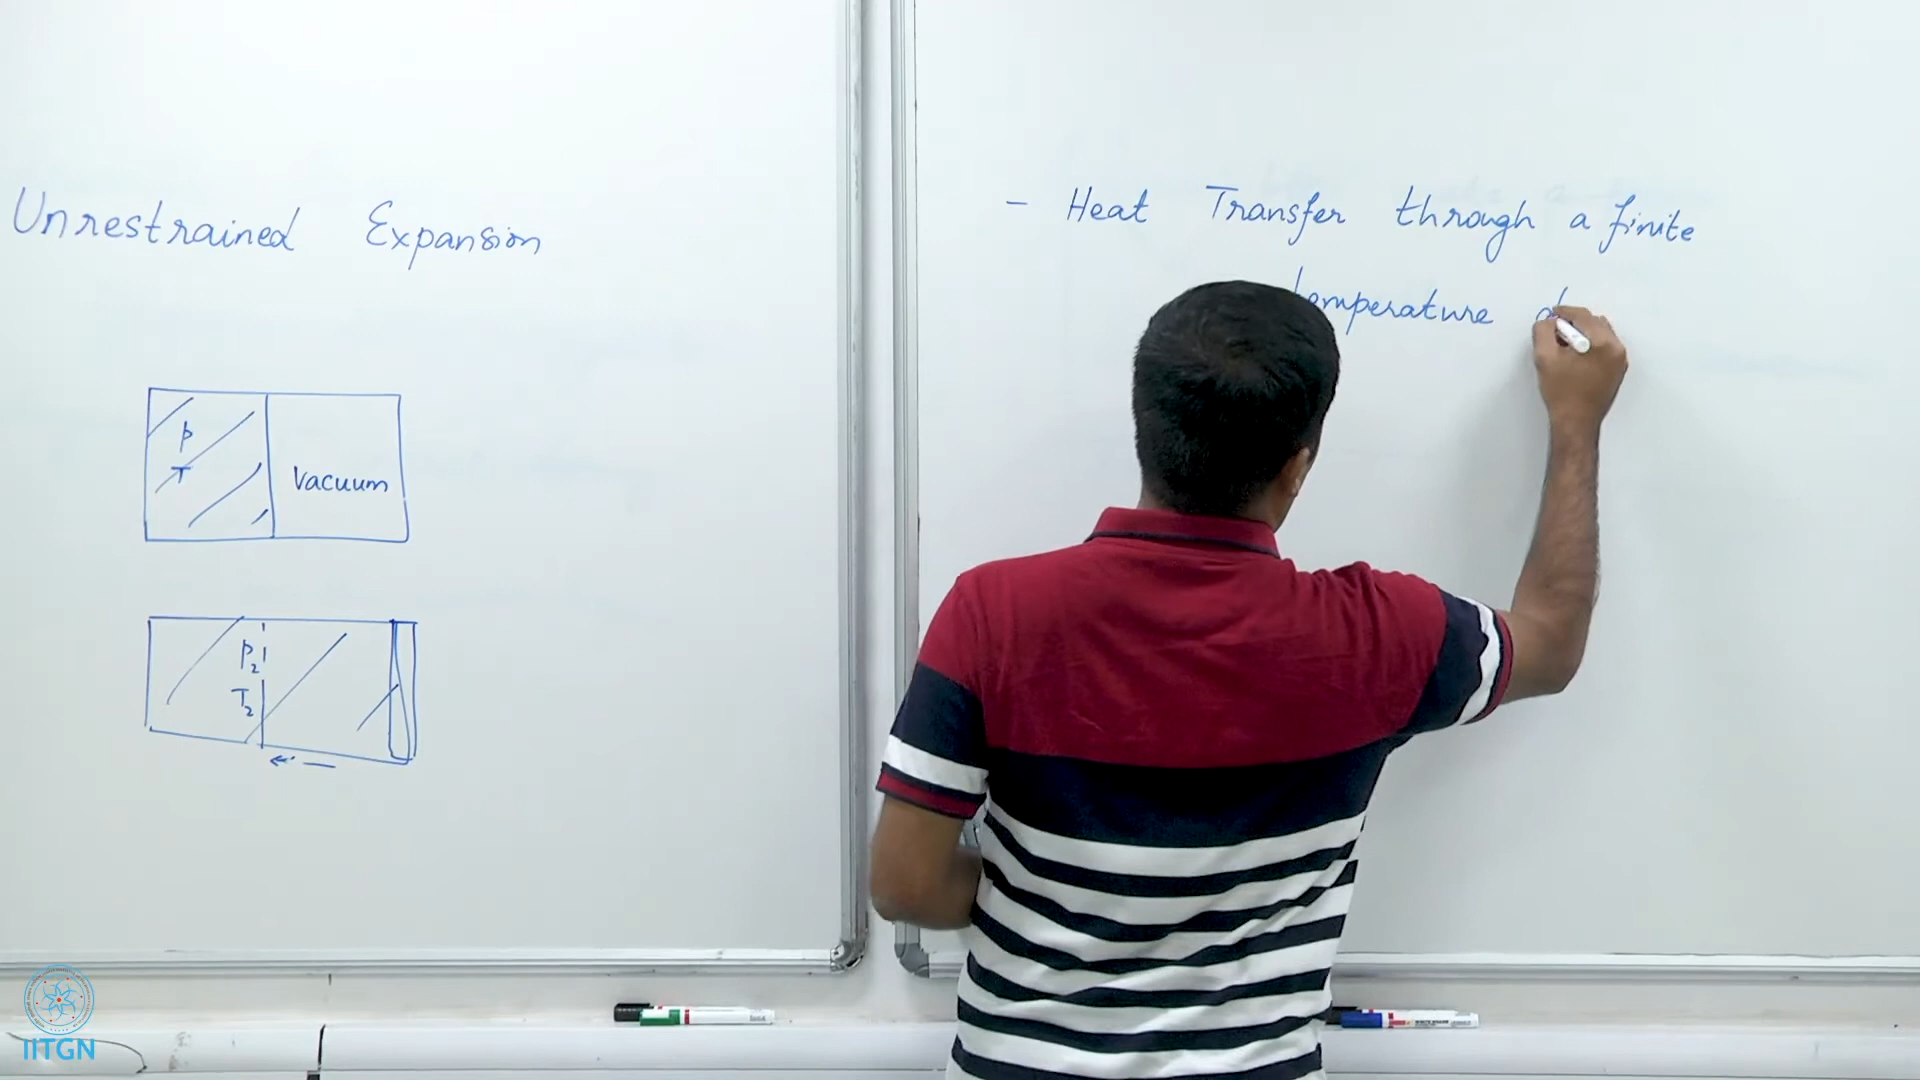 Unrestrained Expansion
p
T
Vacuum
p2
T2
- Heat Transfer through a finite
temperature
IITGN